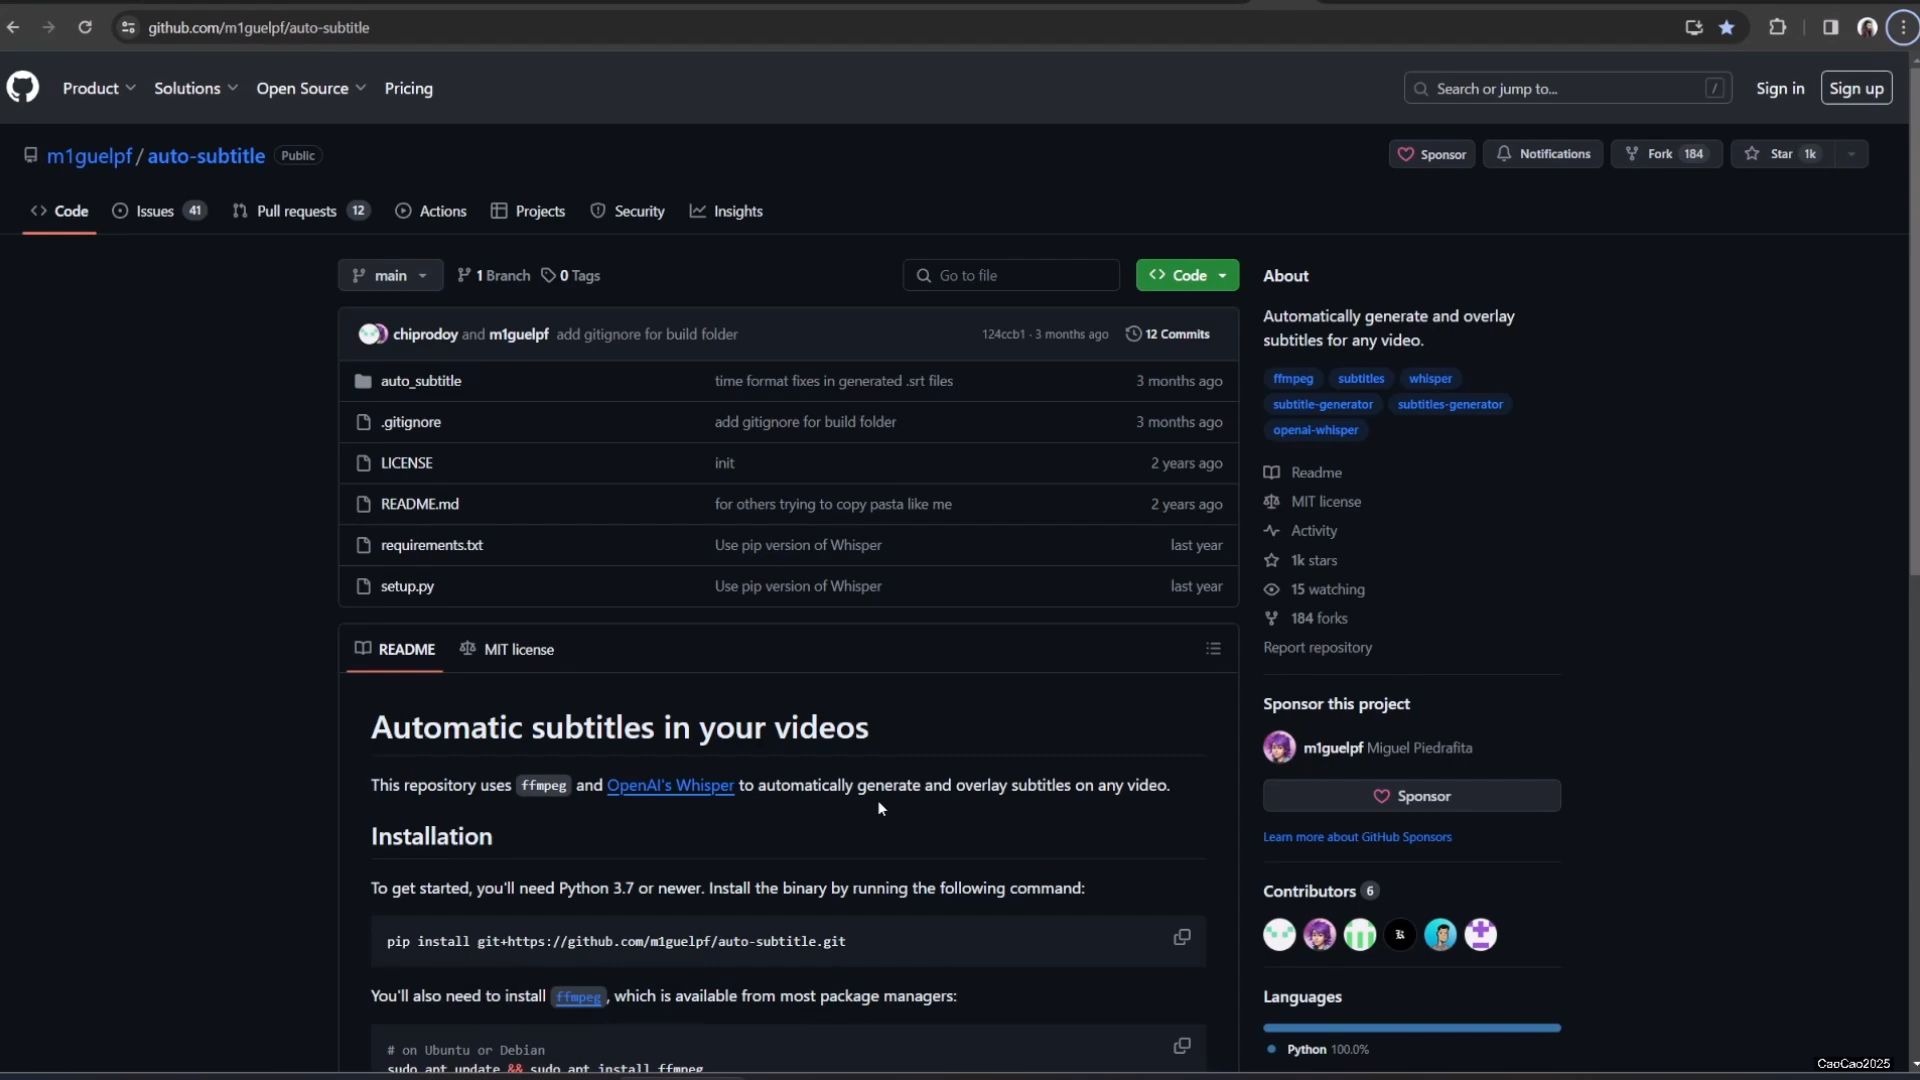 github.com/m1guelpf/auto-subtitle
Product Solutions Open Source Pricing Search or jump to... / Sign in Sign up
m1guelpf / auto-subtitle Public Sponsor Notifications Fork 184 Star 1k
Code Issues 41 Pull requests 12 Actions Projects Security Insights
main 1 Branch 0 Tags Go to file Code
chiprodoy and m1guelpf add gitignore for build folder 124ccb1 · 3 months ago 12 Commits
auto_subtitle time format fixes in generated .srt files 3 months ago
.gitignore add gitignore for build folder 3 months ago
LICENSE init 2 years ago
README.md for others trying to copy pasta like me 2 years ago
requirements.txt Use pip version of Whisper last year
setup.py Use pip version of Whisper last year
README MIT license
Automatic subtitles in your videos
This repository uses ffmpeg and OpenAI's Whisper to automatically generate and overlay subtitles on any video.
Installation
To get started, you'll need Python 3.7 or newer. Install the binary by running the following command:
pip install git+https://github.com/m1guelpf/auto-subtitle.git
You'll also need to install ffmpeg, which is available from most package managers:
# on Ubuntu or Debian
sudo apt update && sudo apt install ffmpeg
About
Automatically generate and overlay
subtitles for any video.
ffmpeg subtitles whisper
subtitle-generator subtitles-generator
openai-whisper
Readme
MIT license
Activity
1k stars
15 watching
184 forks
Report repository
Sponsor this project
m1guelpf Miguel Piedrafita
Sponsor
Learn more about GitHub Sponsors
Contributors 6
Languages
Python 100.0%
CaoCao2025